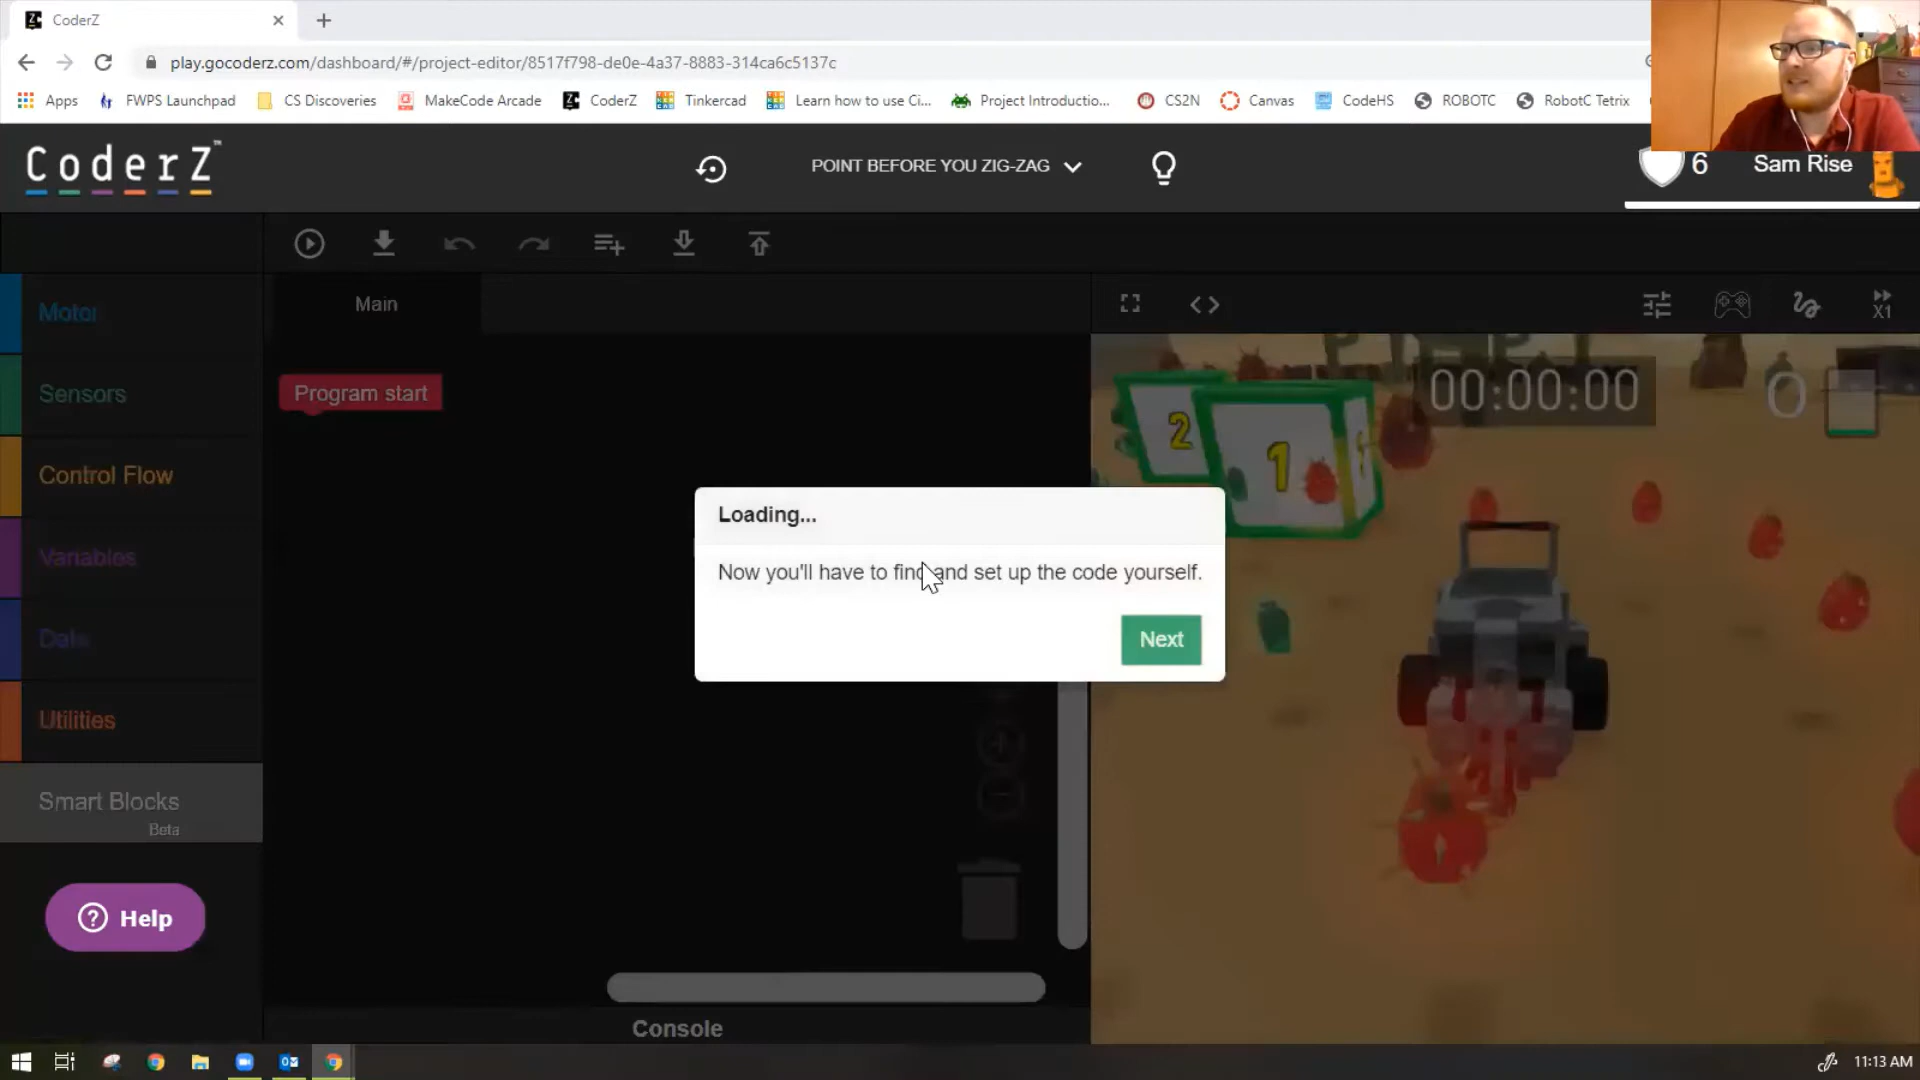 CoderZ
play.gocoderz.com/dashboard/#/project-editor/8517f798-de0e-4a37-8883-314ca6c5137c
Apps FWPS Launchpad CS Discoveries MakeCode Arcade CoderZ Tinkercad Learn how to use Ci... Project Introductio... CS2N Canvas CodeHS ROBOTC RobotC Tetrix
CoderZ™ POINT BEFORE YOU ZIG-ZAG 6 Sam Rise
Main X1
Motor
Sensors
Control Flow
Variables
Data
Utilities
Smart Blocks
Beta
Help
Program start
00:00:00 0
2 1
Loading...
Now you'll have to find and set up the code yourself.
Next
Console
11:13 AM